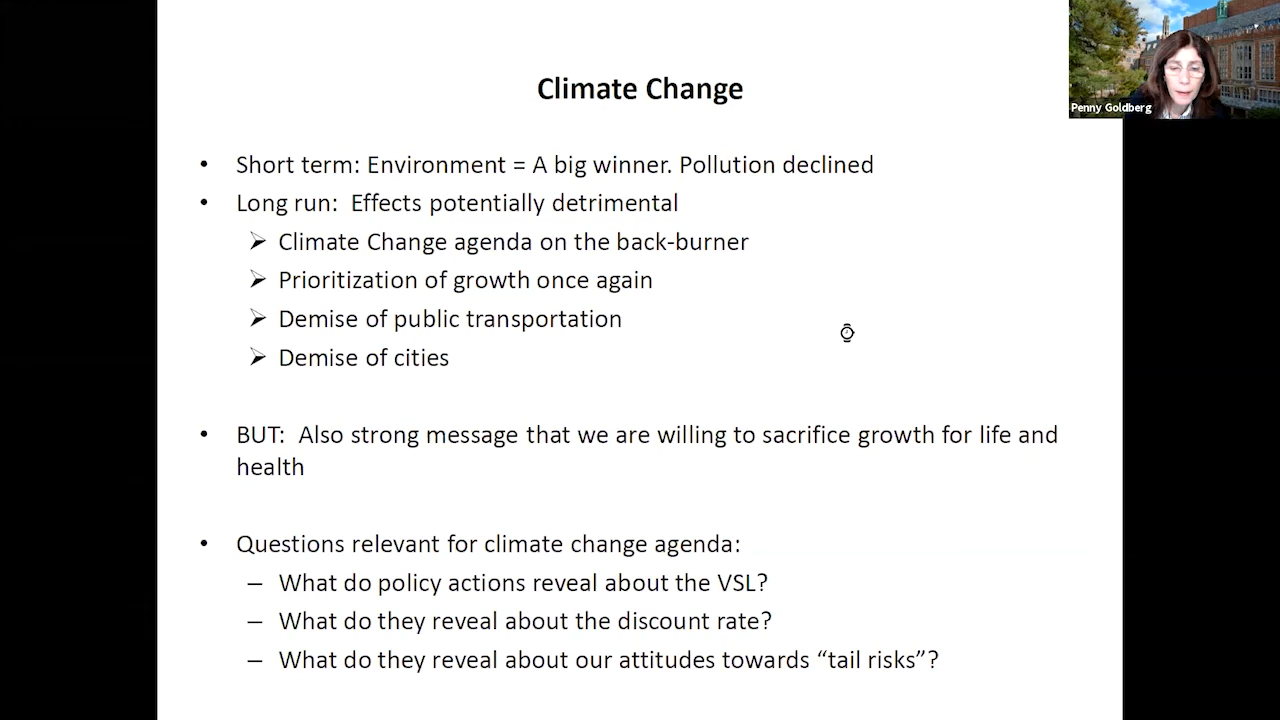 Climate Change
Penny Goldberg
• Short term: Environment = A big winner. Pollution declined
• Long run:  Effects potentially detrimental
➢ Climate Change agenda on the back-burner
➢ Prioritization of growth once again
➢ Demise of public transportation
➢ Demise of cities
• BUT:  Also strong message that we are willing to sacrifice growth for life and
health
• Questions relevant for climate change agenda:
– What do policy actions reveal about the VSL?
– What do they reveal about the discount rate?
– What do they reveal about our attitudes towards “tail risks”?